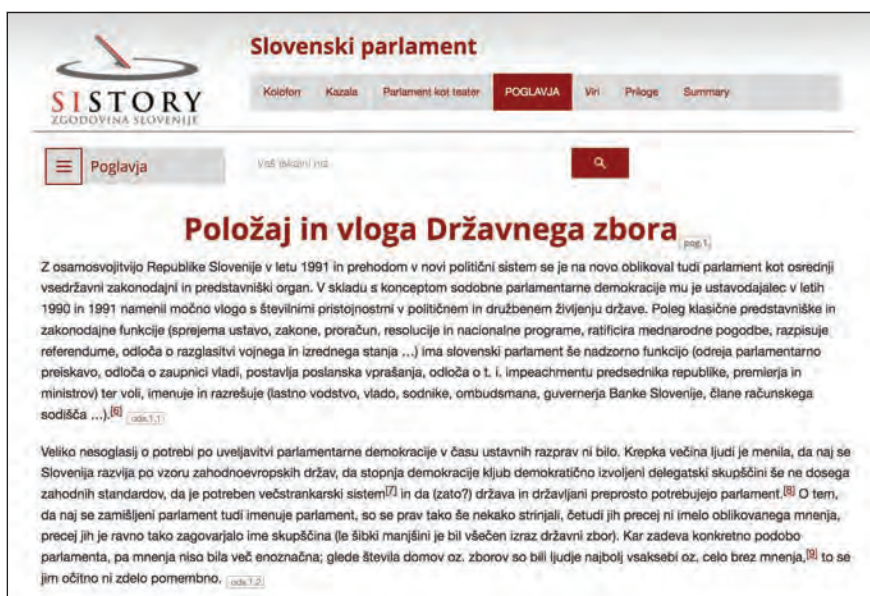 Slovenski parlament
SISTORY
ZGODOVINA SLOVENIJE
Kolofon Kazala Parlament kot teater POGLAVJA Viri Priloge Summary
Poglavja
Vaš iskalni niz
Položaj in vloga Državnega zbora pog.1
Z osamosvojitvijo Republike Slovenije v letu 1991 in prehodom v novi politični sistem se je na novo oblikoval tudi parlament kot osrednji
vsedržavni zakonodajni in predstavniški organ. V skladu s konceptom sodobne parlamentarne demokracije mu je ustavodajalec v letih
1990 in 1991 namenil močno vlogo s številnimi pristojnostmi v političnem in družbenem življenju države. Poleg klasične predstavniške in
zakonodajne funkcije (sprejema ustavo, zakone, proračun, resolucije in nacionalne programe, ratificira mednarodne pogodbe, razpisuje
referendume, odloča o razglasitvi vojnega in izrednega stanja ...) ima slovenski parlament še nadzorno funkcijo (odreja parlamentarno
preiskavo, odloča o zaupnici vladi, postavlja poslanska vprašanja, odloča o t. i. impeachmentu predsednika republike, premierja in
ministrov) ter voli, imenuje in razrešuje (lastno vodstvo, vlado, sodnike, ombudsmana, guvernerja Banke Slovenije, člane računskega
sodišča ...).[6] ods.1.1
Veliko nesoglasij o potrebi po uveljavitvi parlamentarne demokracije v času ustavnih razprav ni bilo. Krepka večina ljudi je menila, da naj se
Slovenija razvija po vzoru zahodnoevropskih držav, da stopnja demokracije kljub demokratično izvoljeni delegatski skupščini še ne dosega
zahodnih standardov, da je potreben večstrankarski sistem[7] in da (zato?) država in državljani preprosto potrebujejo parlament.[8] O tem,
da naj se zamišljeni parlament tudi imenuje parlament, so se prav tako še nekako strinjali, četudi jih precej ni imelo oblikovanega mnenja,
precej jih je ravno tako zagovarjalo ime skupščina (le šibki manjšini je bil všečen izraz državni zbor). Kar zadeva konkretno podobo
parlamenta, pa mnenja niso bila več enoznačna; glede števila domov oz. zborov so bili ljudje najbolj vsaksebi oz. celo brez mnenja,[9] to se
jim očitno ni zdelo pomembno. ods.1.2